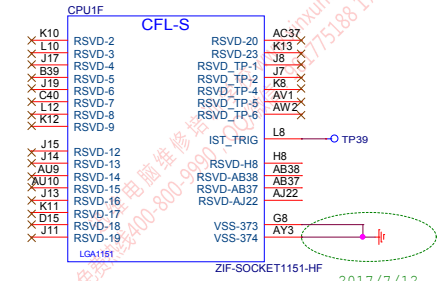 CPU1F
CFL-S
K10 RSVD-2
L10 RSVD-3
J17 RSVD-4
B39 RSVD-5
J19 RSVD-6
C40 RSVD-7
L12 RSVD-8
K12 RSVD-9
J15 RSVD-12
J14 RSVD-13
AU9 RSVD-14
AU10 RSVD-15
J13 RSVD-16
K11 RSVD-17
D15 RSVD-18
J11 RSVD-19
RSVD-20 AC37
RSVD-23 K13
RSVD_TP-1 J8
RSVD_TP-2 J7
RSVD_TP-4 K8
RSVD_TP-5 AV1
RSVD_TP-6 AW2
IST_TRIG L8 TP39
RSVD-H8 H8
RSVD-AB38 AB38
RSVD-AB37 AB37
RSVD-AJ22 AJ22
VSS-373 G8
VSS-374 AY3
LGA1151
ZIF-SOCKET1151-HF
2017/7/12